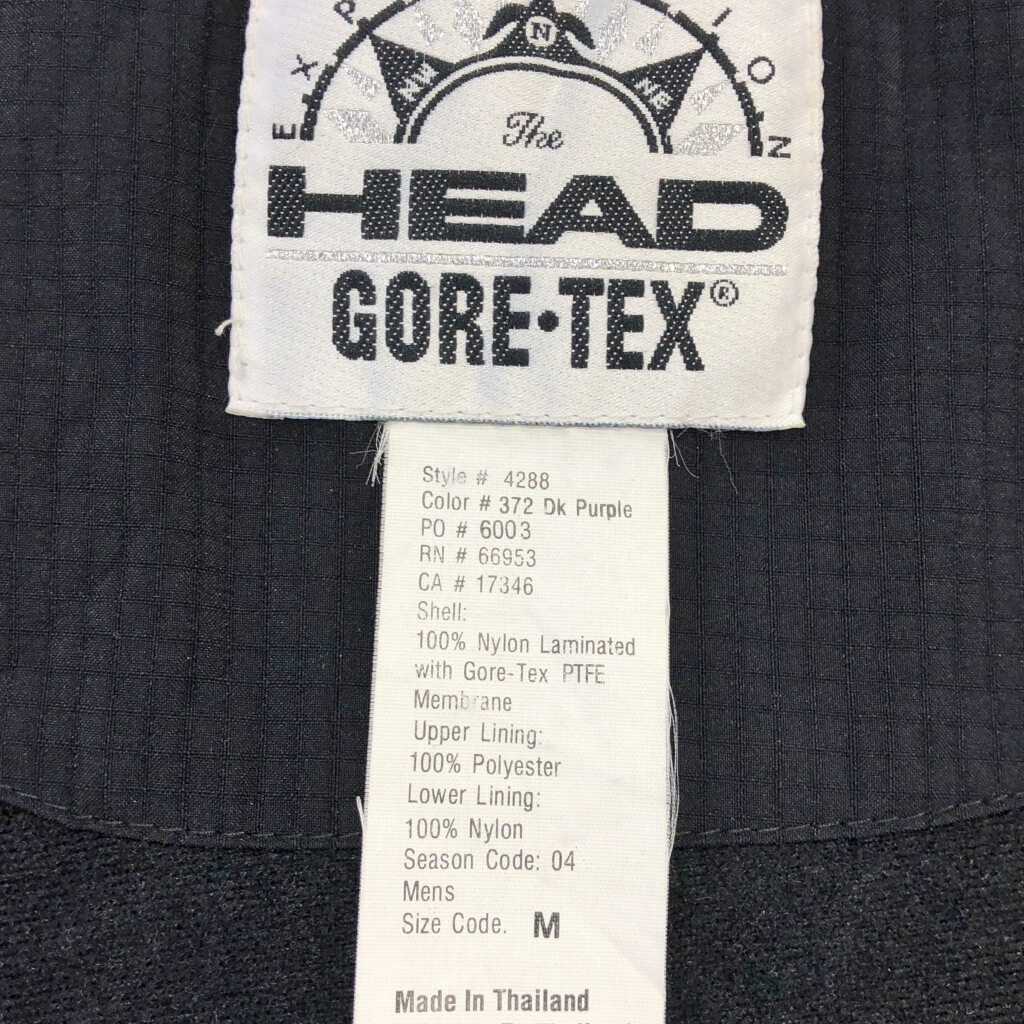 E X P I O N
N
NW NE
The
HEAD
GORE•TEX®
Style # 4288
Color # 372 Dk Purple
PO # 6003
RN # 66953
CA # 17346
Shell:
100% Nylon Laminated
with Gore-Tex PTFE
Membrane
Upper Lining:
100% Polyester
Lower Lining:
100% Nylon
Season Code: 04
Mens
Size Code. M
Made In Thailand